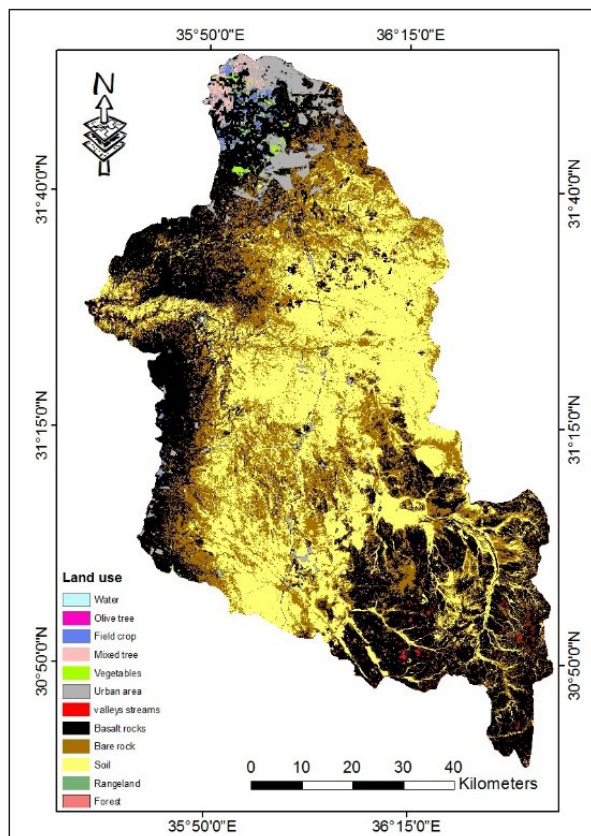 35°50'0"E 36°15'0"E
N
31°40'0"N 31°40'0"N
31°15'0"N 31°15'0"N
30°50'0"N 30°50'0"N
Land use
Water
Olive tree
Field crop
Mixed tree
Vegetables
Urban area
valleys streams
Basalt rocks
Bare rock
Soil
Rangeland
Forest
0 10 20 30 40
Kilometers
35°50'0"E 36°15'0"E